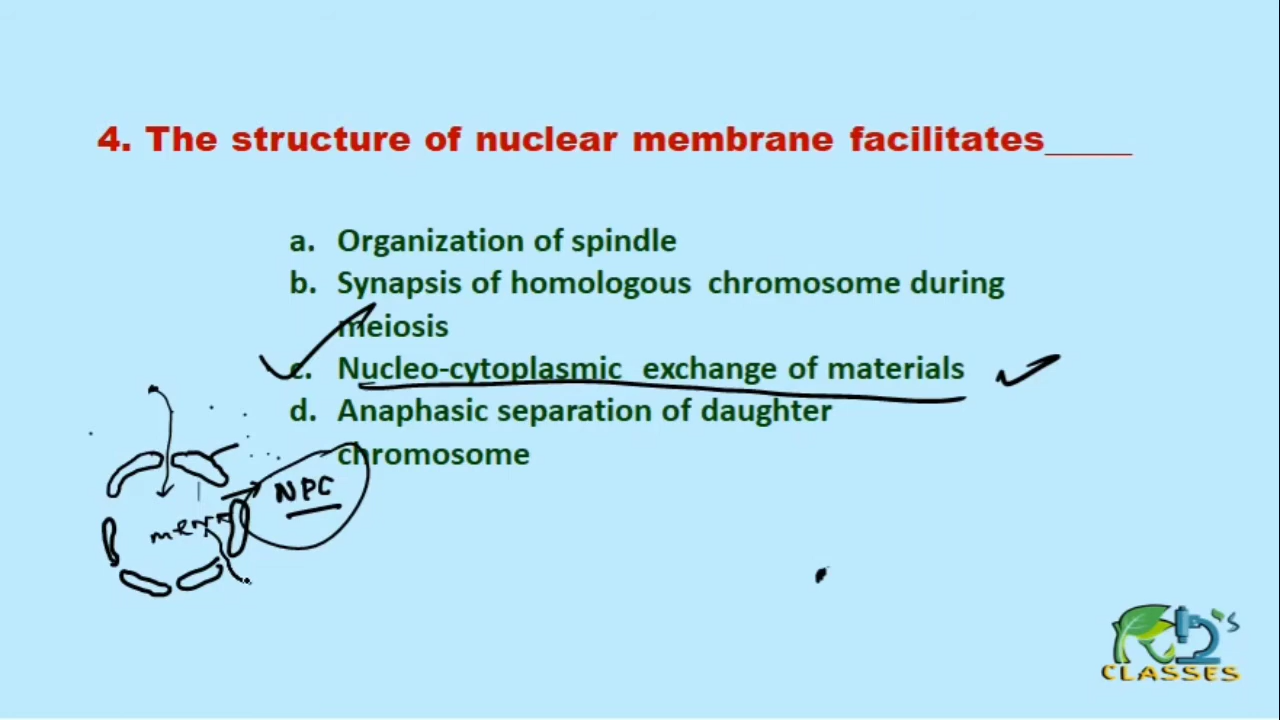 4. The structure of nuclear membrane facilitates_____
a. Organization of spindle
b. Synapsis of homologous chromosome during
meiosis
c. Nucleo-cytoplasmic exchange of materials
d. Anaphasic separation of daughter
chromosome
NPC
'S
CLASSES